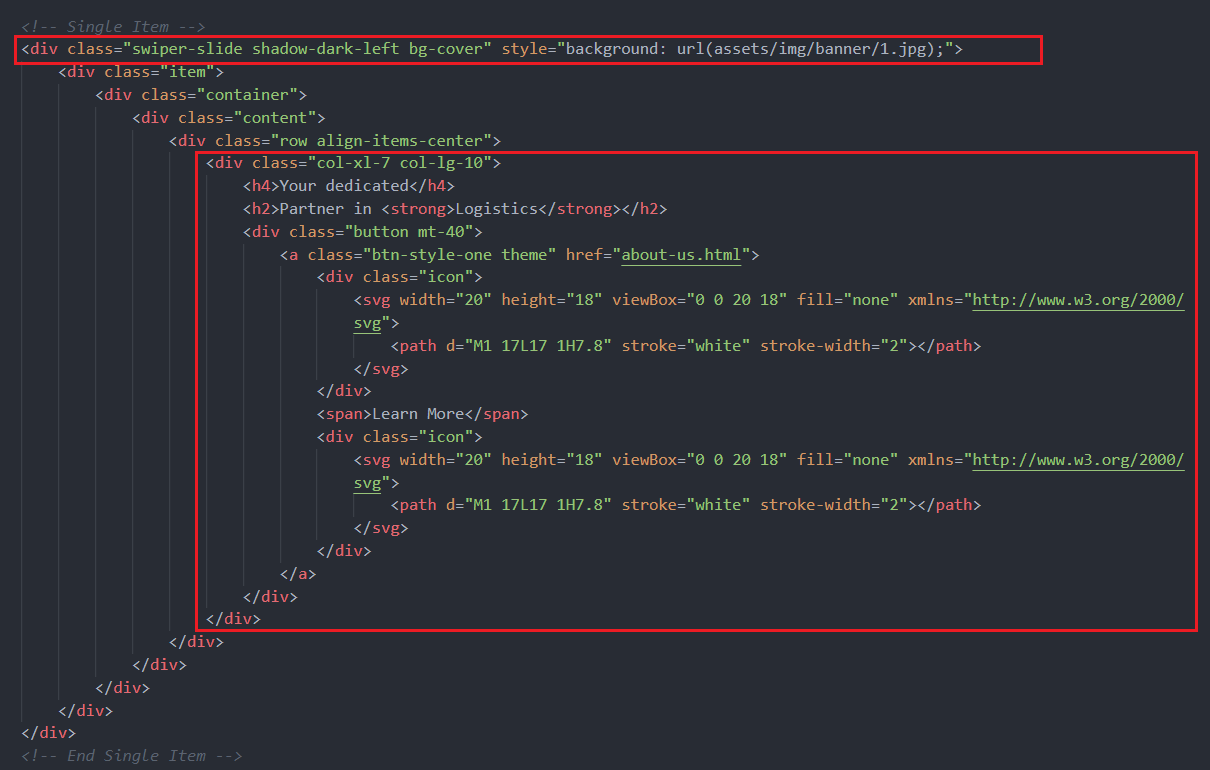 <!-- Single Item -->
<div class="swiper-slide shadow-dark-left bg-cover" style="background: url(assets/img/banner/1.jpg);">
<div class="item">
<div class="container">
<div class="content">
<div class="row align-items-center">
<div class="col-xl-7 col-lg-10">
<h4>Your dedicated</h4>
<h2>Partner in <strong>Logistics</strong></h2>
<div class="button mt-40">
<a class="btn-style-one theme" href="about-us.html">
<div class="icon">
<svg width="20" height="18" viewBox="0 0 20 18" fill="none" xmlns="http://www.w3.org/2000/
svg">
<path d="M1 17L17 1H7.8" stroke="white" stroke-width="2"></path>
</svg>
</div>
<span>Learn More</span>
<div class="icon">
<svg width="20" height="18" viewBox="0 0 20 18" fill="none" xmlns="http://www.w3.org/2000/
svg">
<path d="M1 17L17 1H7.8" stroke="white" stroke-width="2"></path>
</svg>
</div>
</a>
</div>
</div>
</div>
</div>
</div>
</div>
</div>
<!-- End Single Item -->